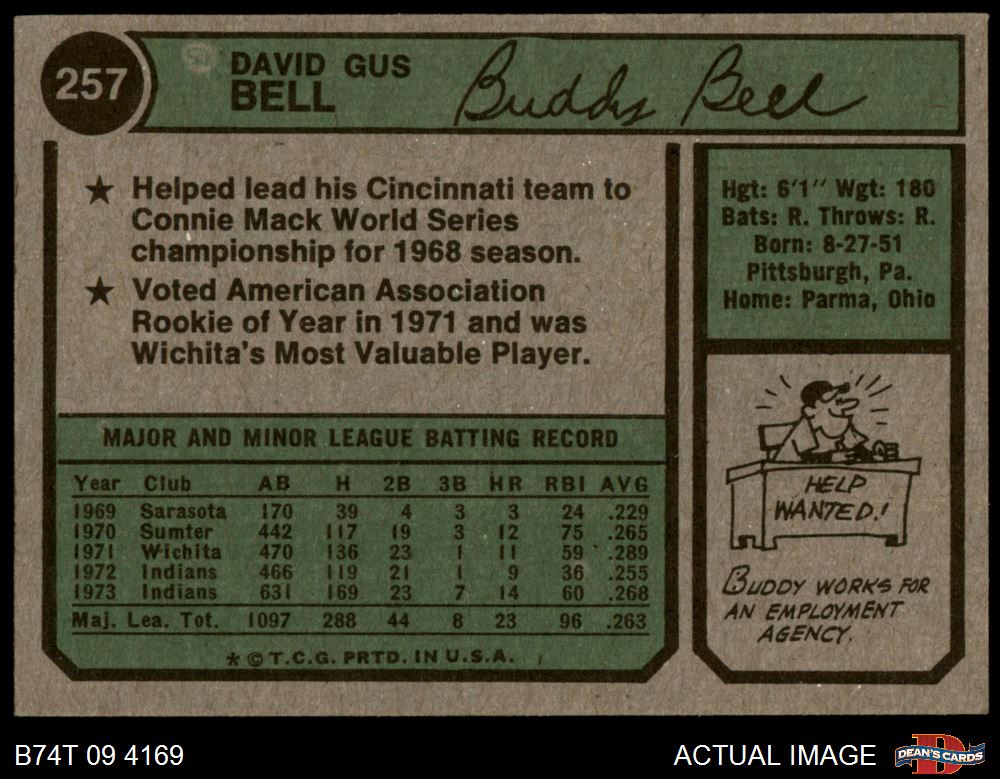 257
DAVID GUS
BELL
Buddy Bell
★ Helped lead his Cincinnati team to
Connie Mack World Series
championship for 1968 season.
★ Voted American Association
Rookie of Year in 1971 and was
Wichita's Most Valuable Player.
Hgt: 6'1" Wgt: 180
Bats: R. Throws: R.
Born: 8-27-51
Pittsburgh, Pa.
Home: Parma, Ohio
MAJOR AND MINOR LEAGUE BATTING RECORD
Year Club AB H 2B 3B HR RBI AVG
1969 Sarasota 170 39 4 3 3 24 .229
1970 Sumter 442 117 19 3 12 75 .265
1971 Wichita 470 136 23 1 11 59 .289
1972 Indians 466 119 21 1 9 36 .255
1973 Indians 631 169 23 7 14 60 .268
Maj. Lea. Tot. 1097 288 44 8 23 96 .263
* © T.C.G. PRTD. IN U.S.A.
HELP
WANTED!
BUDDY WORKS FOR
AN EMPLOYMENT
AGENCY.
B74T 09 4169
ACTUAL IMAGE
DEAN'S CARDS